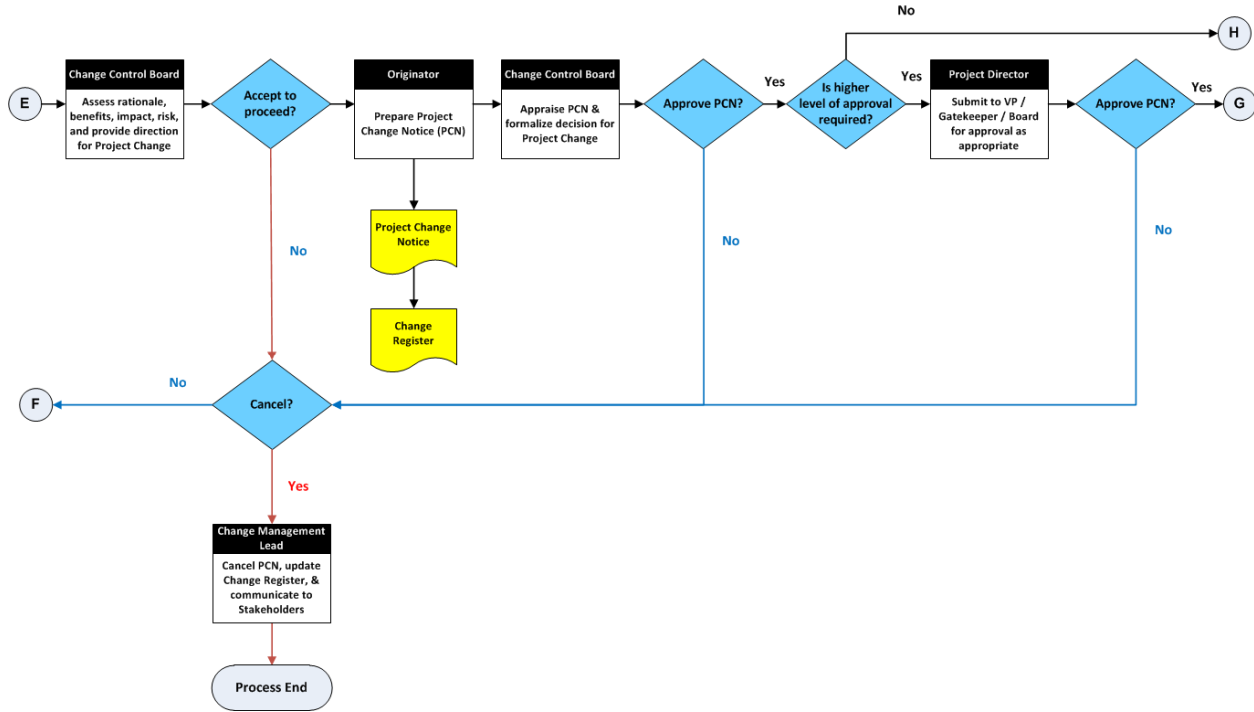 No
H
E
Change Control Board
Assess rationale,
benefits, impact, risk,
and provide direction
for Project Change
Accept to
proceed?
Originator
Prepare Project
Change Notice (PCN)
Change Control Board
Appraise PCN &
formalize decision for
Project Change
Approve PCN?
Yes
Is higher
level of approval
required?
Yes
Project Director
Submit to VP /
Gatekeeper / Board
for approval as
appropriate
Approve PCN?
Yes
G
Project Change
Notice
No
No
No
Change
Register
No
F
Cancel?
Yes
Change Management
Lead
Cancel PCN, update
Change Register, &
communicate to
Stakeholders
Process End